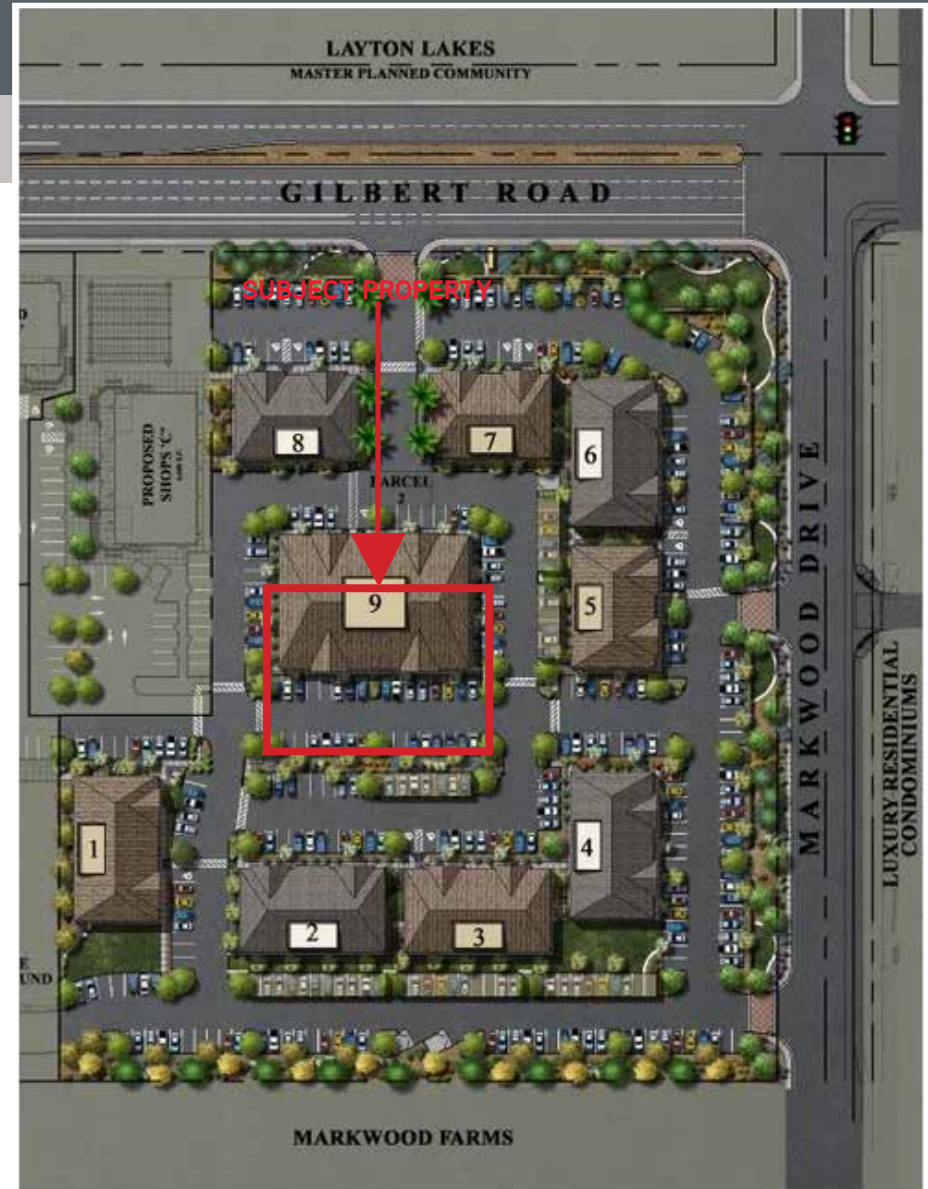 LAYTON LAKES
MASTER PLANNED COMMUNITY
GILBERT ROAD
SUBJECT PROPERTY
8
7
6
PROPOSED
SHOPS "C"
PARCEL
2
9
5
MARKWOOD DRIVE
LUXURY RESIDENTIAL
CONDOMINIUMS
1
4
2
3
UND
MARKWOOD FARMS